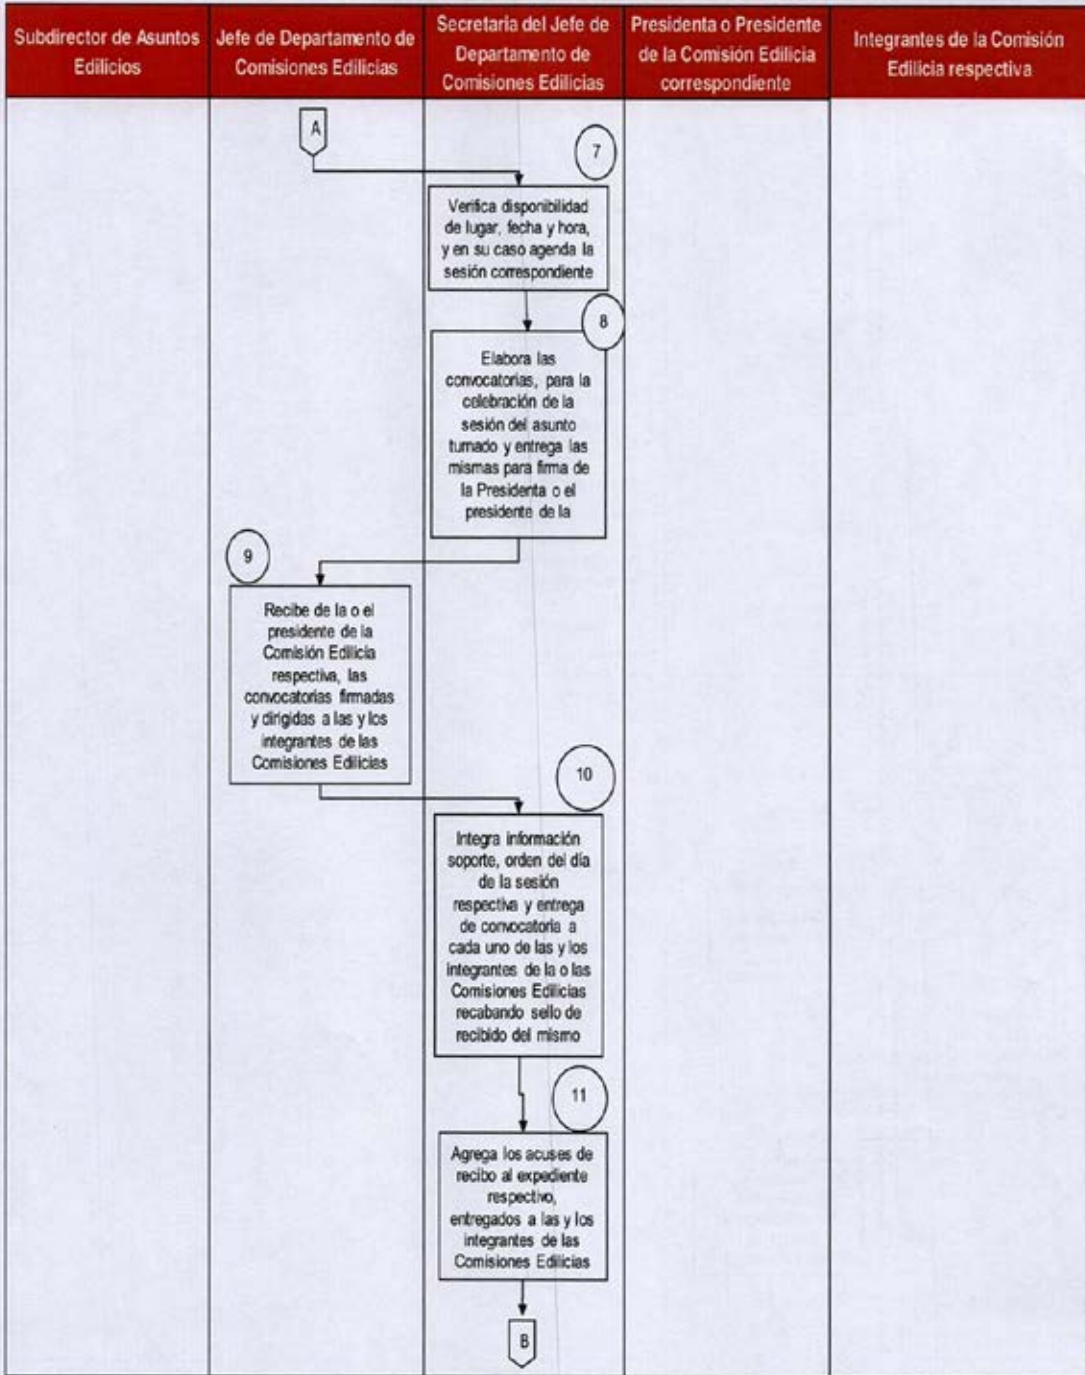 Subdirector de Asuntos
Edilicios
Jefe de Departamento de
Comisiones Edilicias
Secretaria del Jefe de
Departamento de
Comisiones Edilicias
Presidenta o Presidente
de la Comisión Edilicia
correspondiente
Integrantes de la Comisión
Edilicia respectiva
A
7
Verifica disponibilidad
de lugar, fecha y hora,
y en su caso agenda la
sesión correspondiente
8
Elabora las
convocatorias, para la
celebración de la
sesión del asunto
turnado y entrega las
mismas para firma de
la Presidenta o el
presidente de la
9
Recibe de la o el
presidente de la
Comisión Edilicia
respectiva, las
convocatorias firmadas
y dirigidas a las y los
integrantes de las
Comisiones Edilicias
10
Integra información
soporte, orden del día
de la sesión
respectiva y entrega
de convocatoria a
cada uno de las y los
integrantes de la o las
Comisiones Edilicias
recabando sello de
recibido del mismo
11
Agrega los acuses de
recibo al expediente
respectivo,
entregados a las y los
integrantes de las
Comisiones Edilicias
B